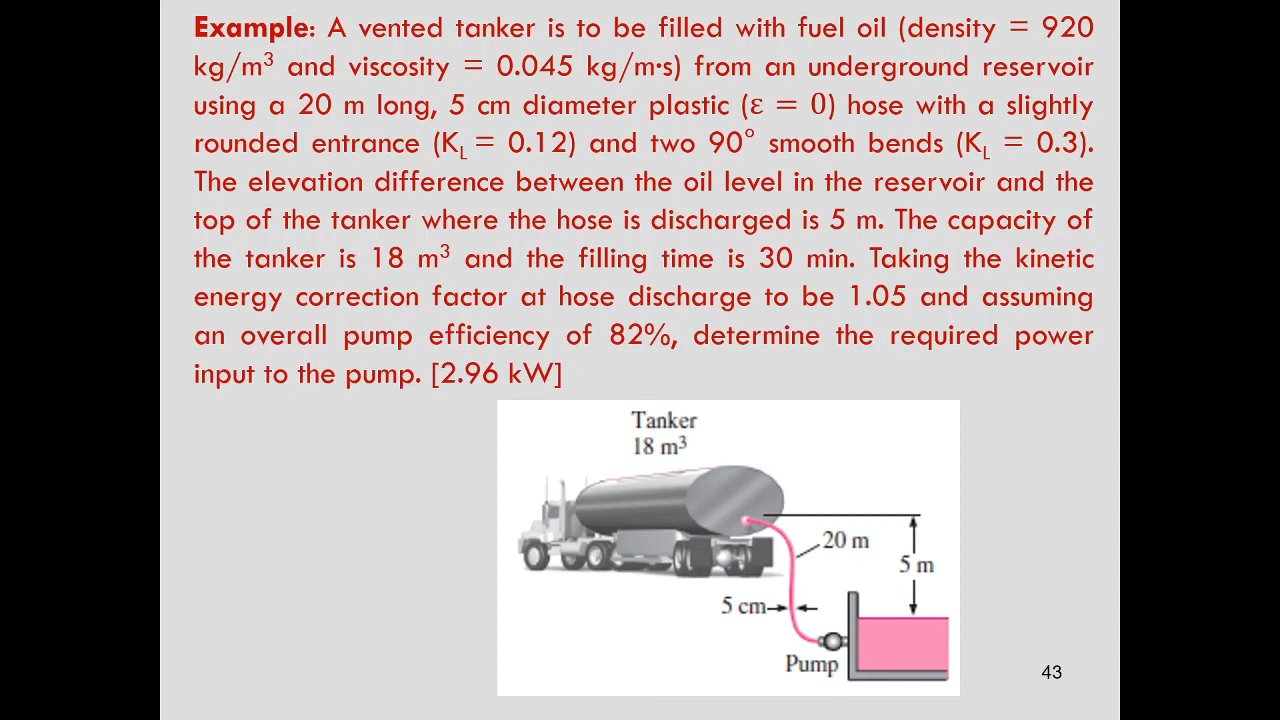 Example: A vented tanker is to be filled with fuel oil (density = 920
kg/m³ and viscosity = 0.045 kg/m·s) from an underground reservoir
using a 20 m long, 5 cm diameter plastic (ε = 0) hose with a slightly
rounded entrance (K_L = 0.12) and two 90° smooth bends (K_L = 0.3).
The elevation difference between the oil level in the reservoir and the
top of the tanker where the hose is discharged is 5 m. The capacity of
the tanker is 18 m³ and the filling time is 30 min. Taking the kinetic
energy correction factor at hose discharge to be 1.05 and assuming
an overall pump efficiency of 82%, determine the required power
input to the pump. [2.96 kW]
Tanker
18 m³
20 m
5 m
5 cm
Pump
43